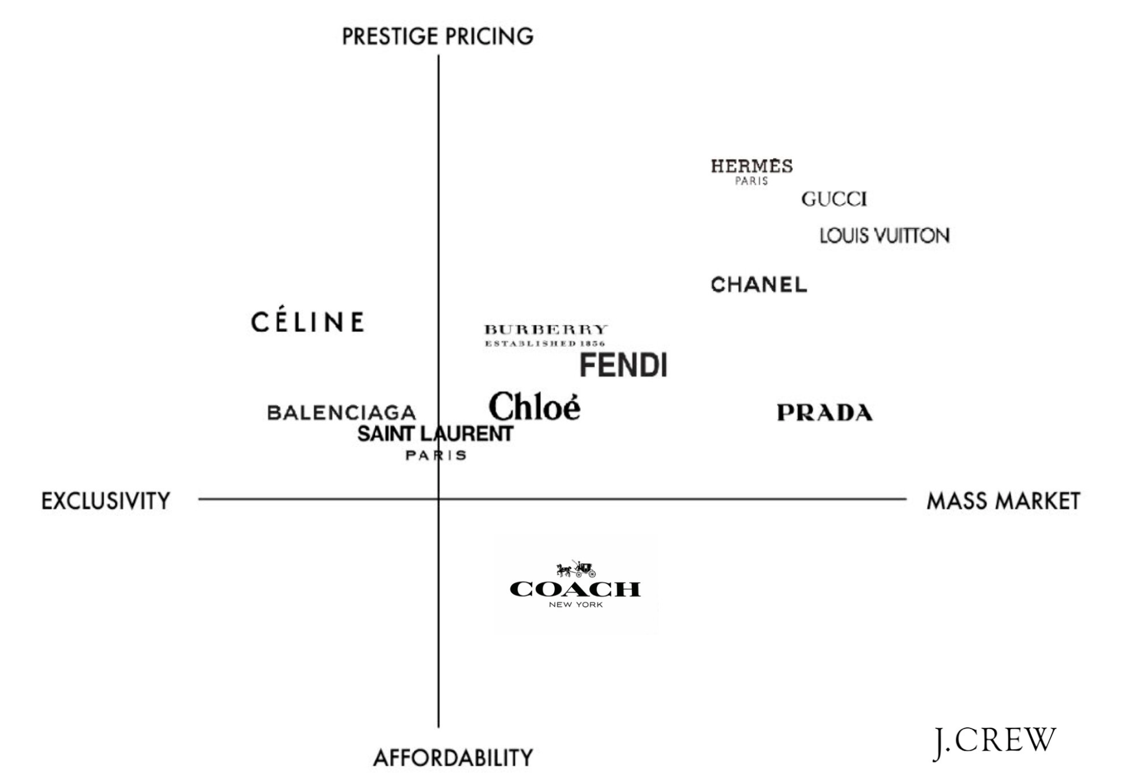 PRESTIGE PRICING
HERMÈS
PARIS
GUCCI
LOUIS VUITTON
CHANEL
CÉLINE
BURBERRY
ESTABLISHED 1856
FENDI
Chloé
BALENCIAGA
PRADA
SAINT LAURENT
PARIS
EXCLUSIVITY
MASS MARKET
COACH
NEW YORK
J.CREW
AFFORDABILITY